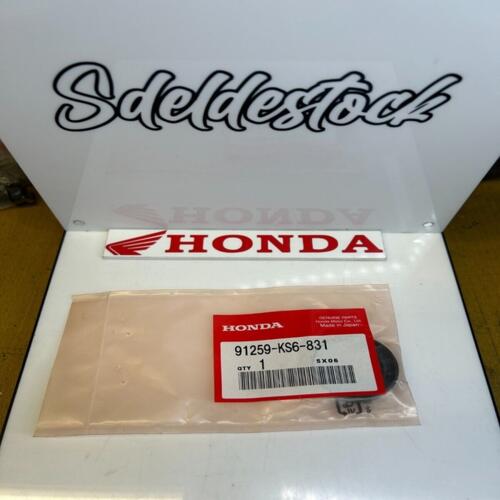 Sdeldestock
HONDA
HONDA
GENUINE PARTS
Honda Motor Co., Ltd.
Made in Japan
91259-KS6-831
QTY 1 5X06